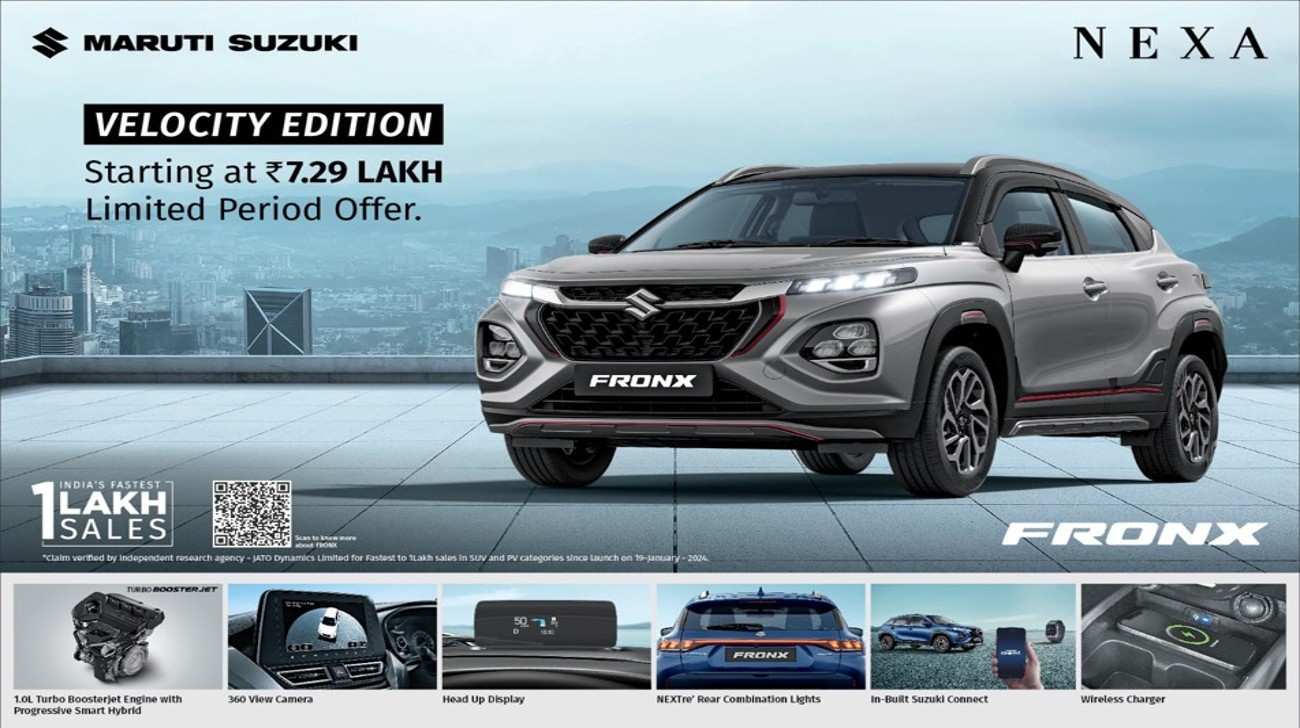 MARUTI SUZUKI
NEXA
VELOCITY EDITION
Starting at ₹7.29 LAKH
Limited Period Offer.
FRONX
INDIA'S FASTEST
1 LAKH
SALES
Scan to know more
about FRONX
FRONX
*Claim verified by independent research agency - JATO Dynamics Limited for Fastest to 1Lakh sales in SUV and PV categories since launch on 19-January - 2024.
TURBO BOOSTERJET
50
D
FRONX
1.0L Turbo Boosterjet Engine with
Progressive Smart Hybrid
360 View Camera
Head Up Display
NEXTre' Rear Combination Lights
In-Built Suzuki Connect
Wireless Charger